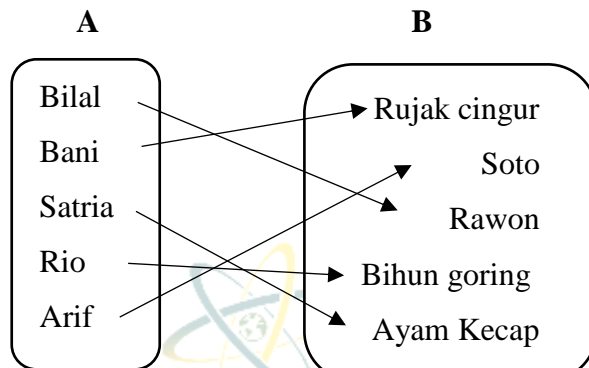 A B
Bilal Rujak cingur
Bani Soto
Satria Rawon
Rio Bihun goring
Arif Ayam Kecap